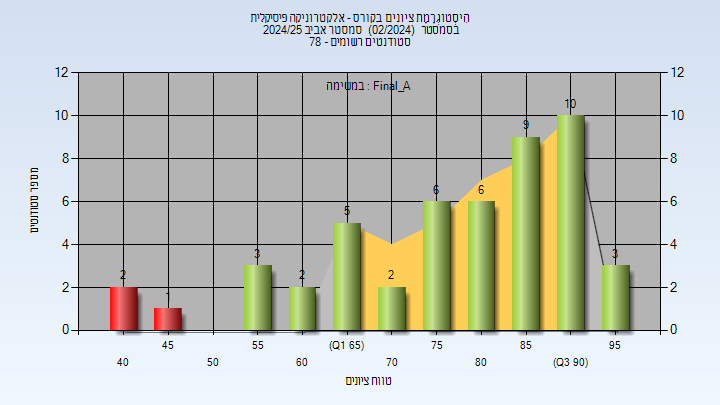 היסטוגרמת ציונים בקורס - אלקטרוניקה פיסיקלית
בסמסטר (02/2024) סמסטר אביב 2024/25
סטודנטים רשומים - 78
במשימה : Final_A
12 12
10 10
8 8
6 6
4 4
2 2
0 0
2 1 3 2 5 2 6 6 9 10 3
מספר סטודנטים
45 55 (Q1 65) 75 85 95
40 50 60 70 80 (Q3 90)
טווח ציונים